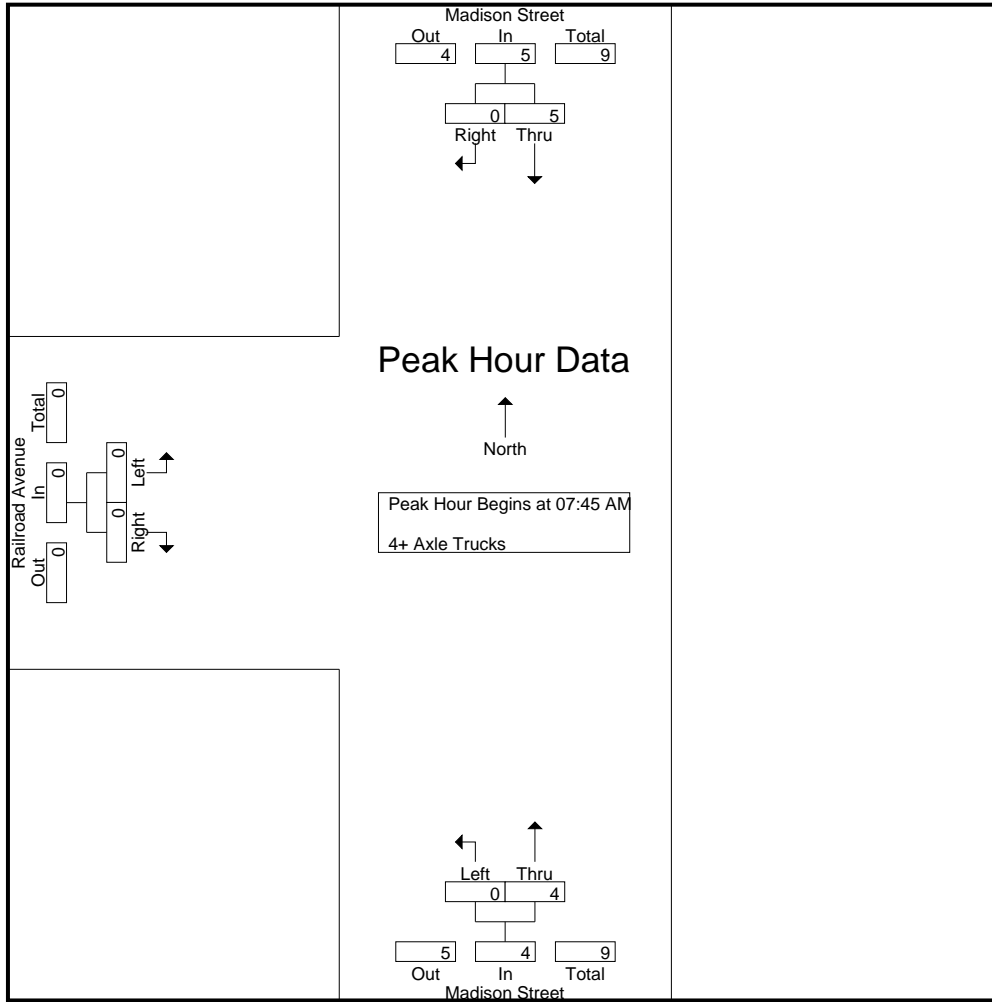 Madison Street
Out In Total
4 5 9
0 5
Right Thru
Peak Hour Data
North
Peak Hour Begins at 07:45 AM
4+ Axle Trucks
Railroad Avenue
Out In Total
0 0 0
Right Left
0 0
Left Thru
0 4
5 4 9
Out In Total
Madison Street